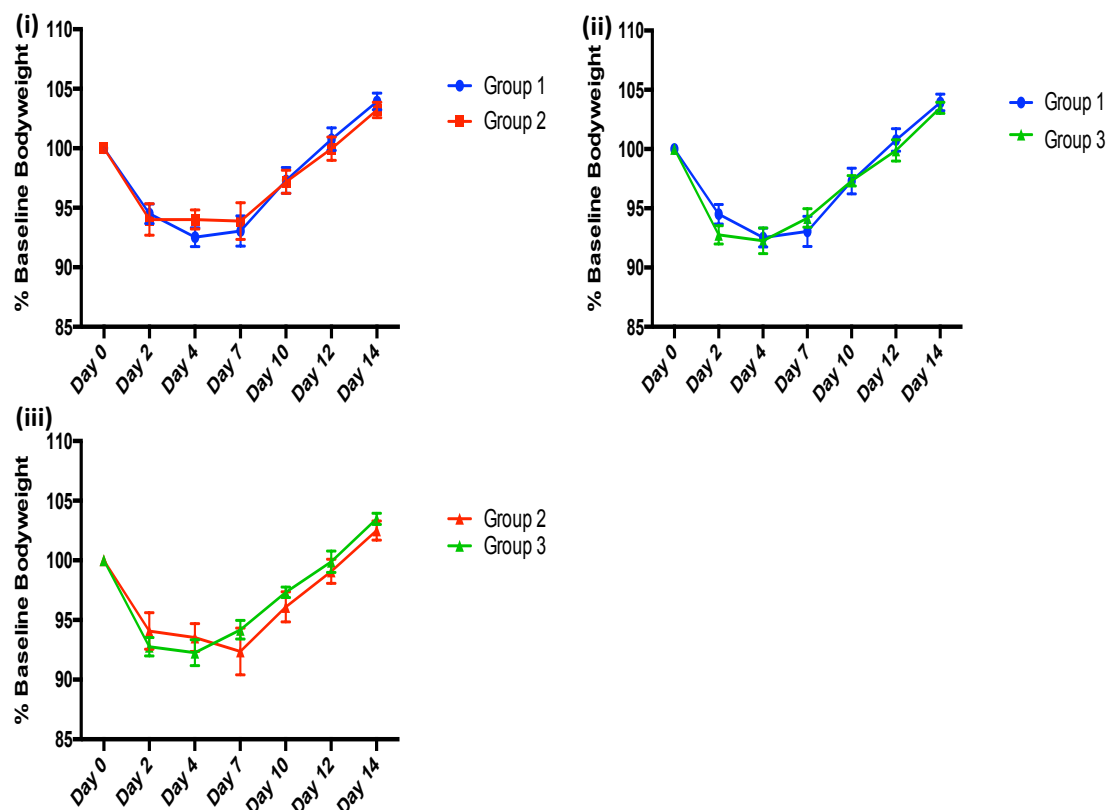 (i)
% Baseline Bodyweight
110
105
100
95
90
85
Day 0
Day 2
Day 4
Day 7
Day 10
Day 12
Day 14
Group 1
Group 2
(ii)
% Baseline Bodyweight
110
105
100
95
90
85
Day 0
Day 2
Day 4
Day 7
Day 10
Day 12
Day 14
Group 1
Group 3
(iii)
% Baseline Bodyweight
110
105
100
95
90
85
Day 0
Day 2
Day 4
Day 7
Day 10
Day 12
Day 14
Group 2
Group 3